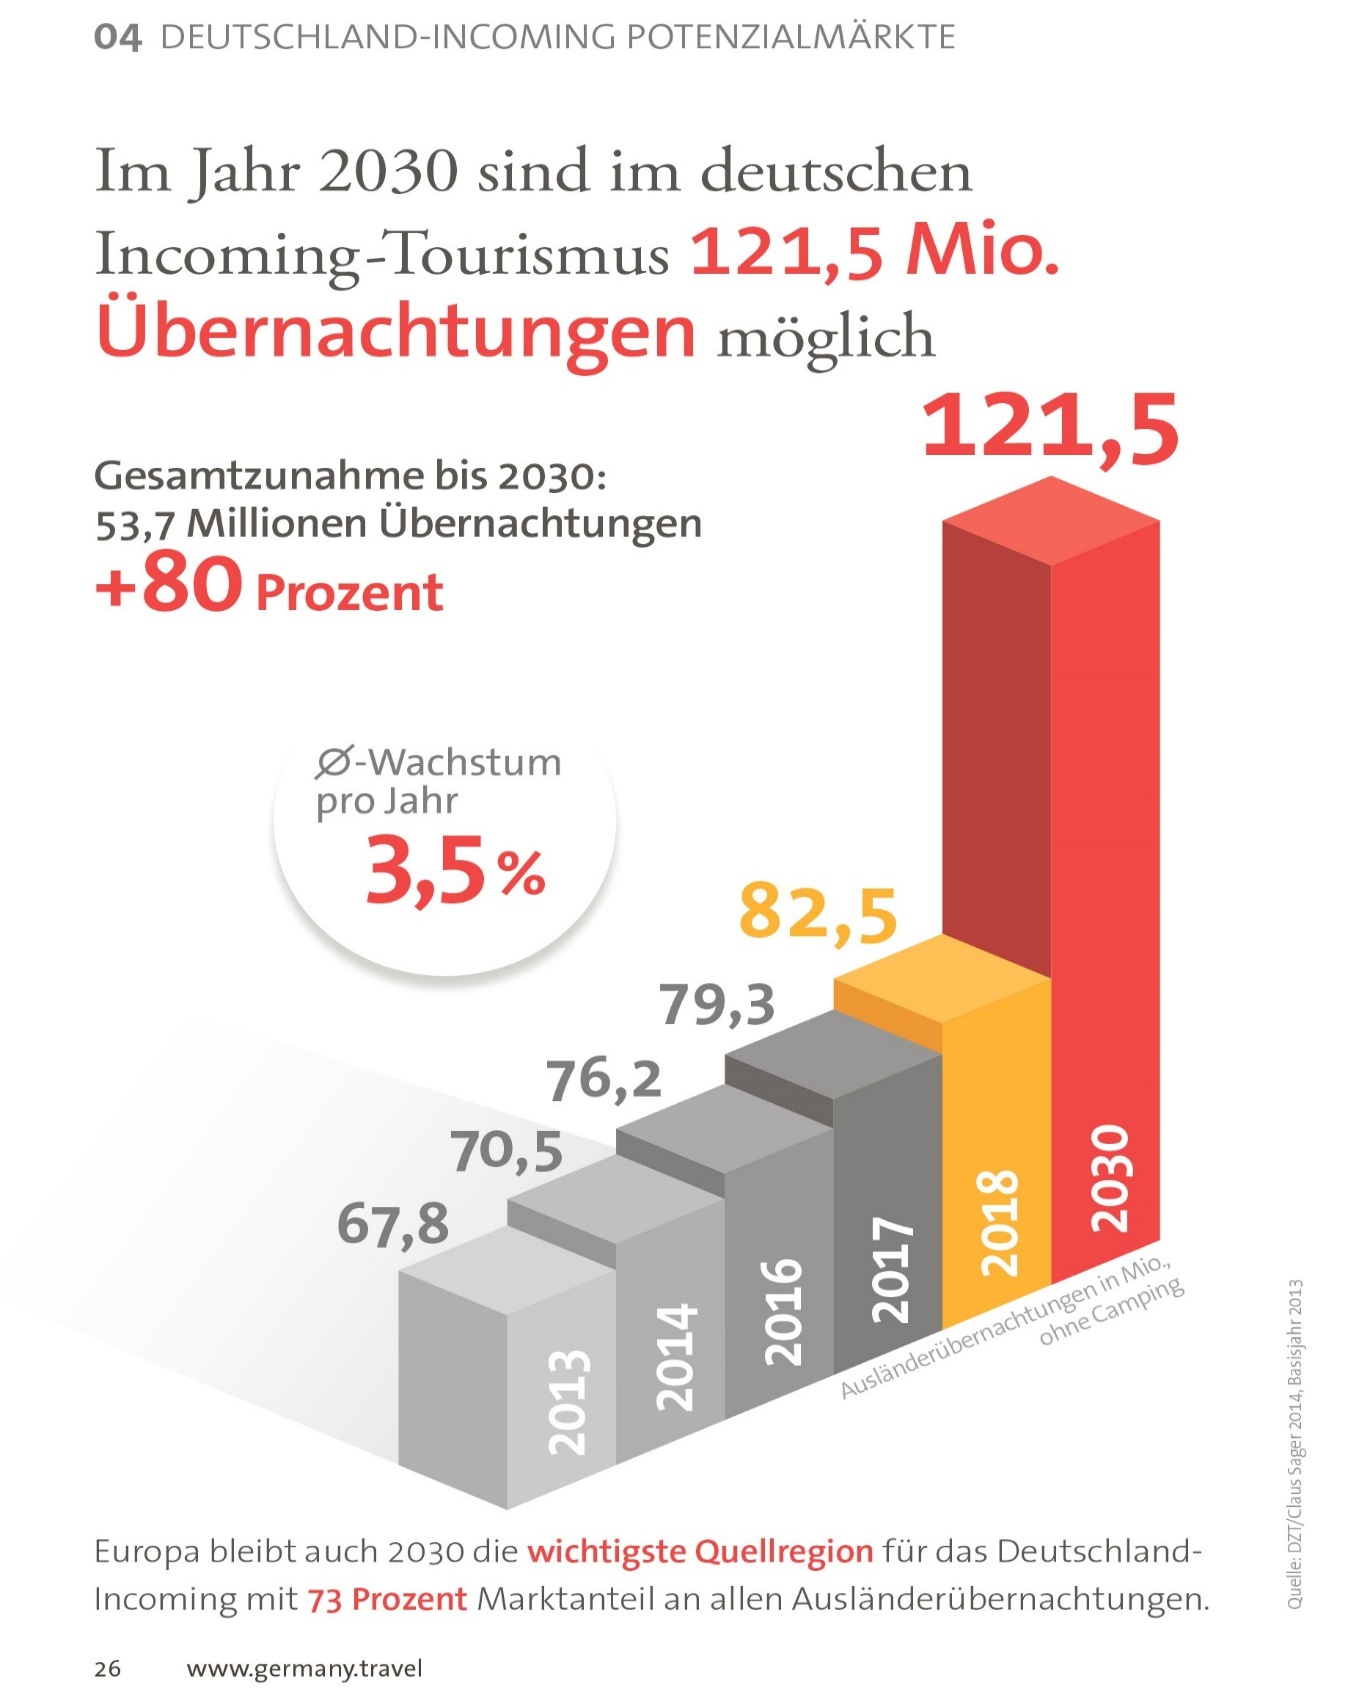 04 DEUTSCHLAND-INCOMING POTENZIALMÄRKTE
Im Jahr 2030 sind im deutschen
Incoming-Tourismus 121,5 Mio.
Übernachtungen möglich
121,5
Gesamtzunahme bis 2030:
53,7 Millionen Übernachtungen
+80 Prozent
Ø-Wachstum
pro Jahr
3,5 %
82,5
79,3
76,2
70,5
67,8
2013
2014
2016
2017
2018
2030
Ausländerübernachtungen in Mio.,
ohne Camping
Quelle: DZT/Claus Sager 2014, Basisjahr 2013
Europa bleibt auch 2030 die wichtigste Quellregion für das Deutschland-
Incoming mit 73 Prozent Marktanteil an allen Ausländerübernachtungen.
26 www.germany.travel